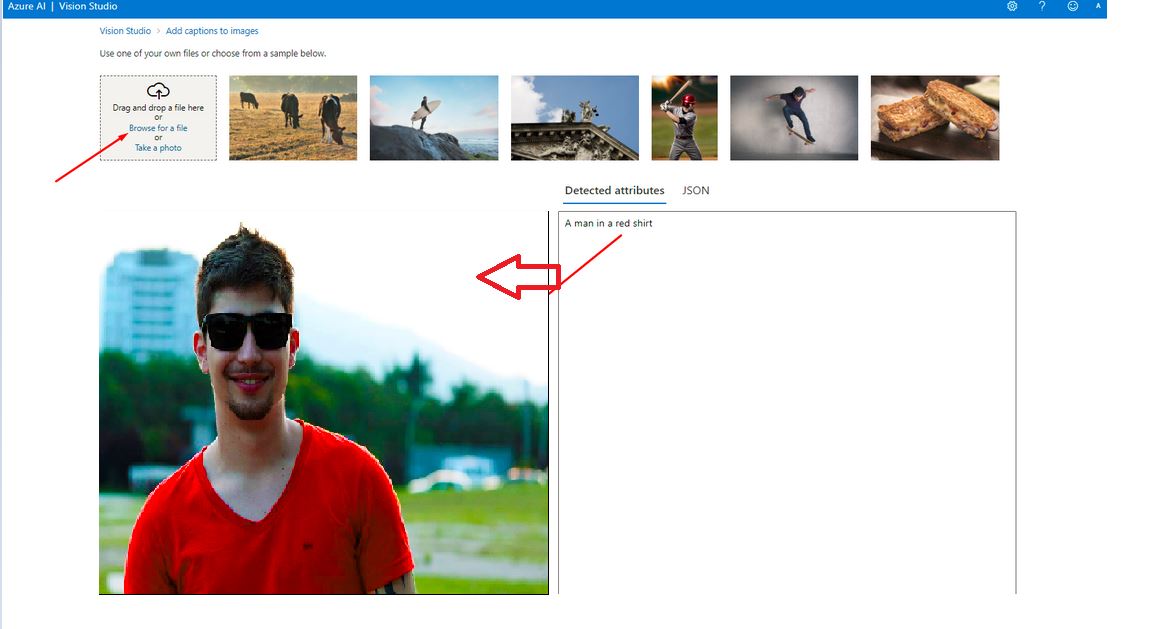 Azure AI | Vision Studio
?
A
Vision Studio > Add captions to images
Use one of your own files or choose from a sample below.
Drag and drop a file here
or
Browse for a file
or
Take a photo
Detected attributes JSON
A man in a red shirt